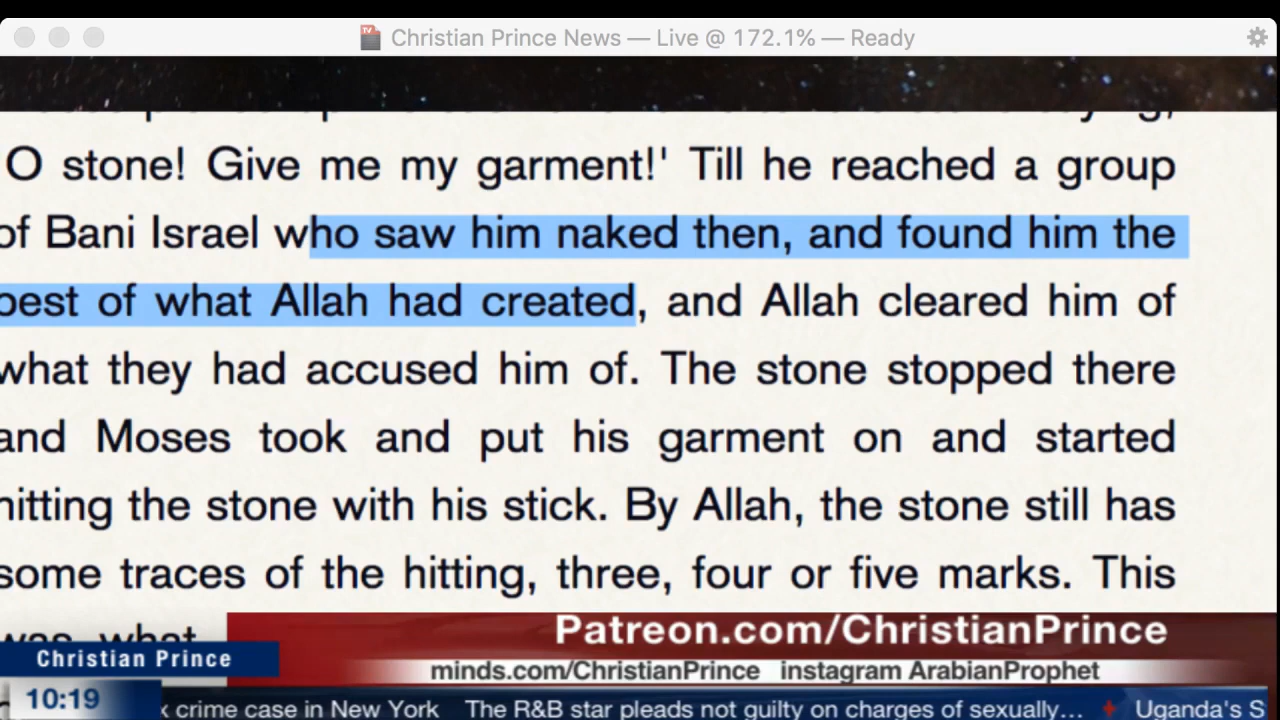 Christian Prince News — Live @ 172.1% — Ready
O stone! Give me my garment!' Till he reached a group
of Bani Israel who saw him naked then, and found him the
best of what Allah had created, and Allah cleared him of
what they had accused him of. The stone stopped there
and Moses took and put his garment on and started
hitting the stone with his stick. By Allah, the stone still has
some traces of the hitting, three, four or five marks. This
was what
Patreon.com/ChristianPrince
Christian Prince
minds.com/ChristianPrince instagram ArabianProphet
10:19
x crime case in New York The R&B star pleads not guilty on charges of sexually... Uganda's S